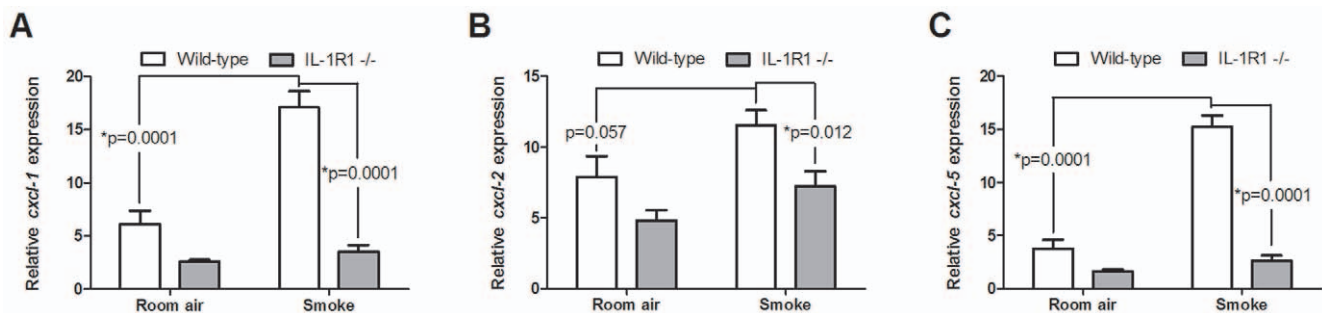 A
Wild-type IL-1R1 -/-
Relative cxcl-1 expression
20
15
10
5
0
*p=0.0001
*p=0.0001
Room air Smoke
B
Wild-type IL-1R1 -/-
Relative cxcl-2 expression
15
10
5
0
p=0.057
*p=0.012
Room air Smoke
C
Wild-type IL-1R1 -/-
Relative cxcl-5 expression
20
15
10
5
0
*p=0.0001
*p=0.0001
Room air Smoke